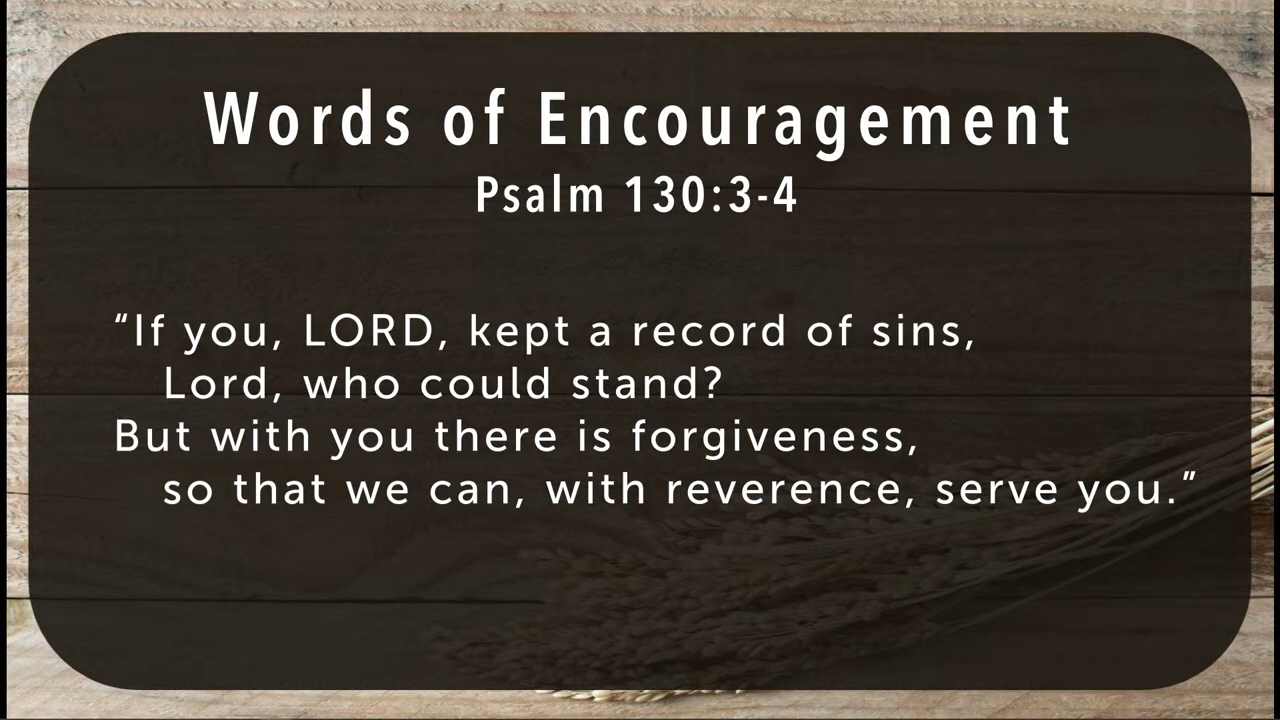 Words of Encouragement
Psalm 130:3-4
“If you, LORD, kept a record of sins,
Lord, who could stand?
But with you there is forgiveness,
so that we can, with reverence, serve you.”